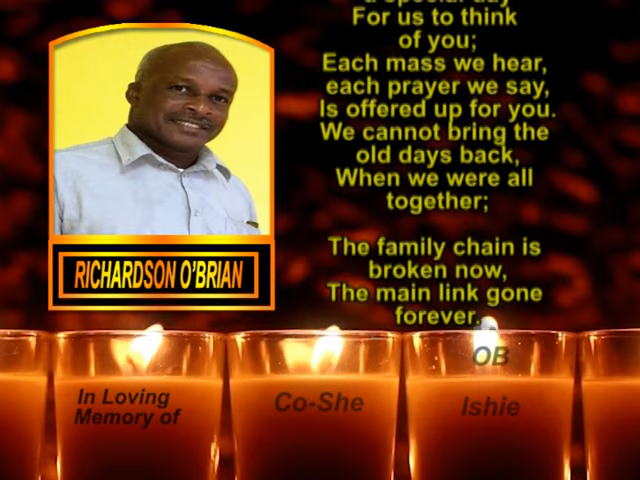 a special day
For us to think
of you;
Each mass we hear,
each prayer we say,
Is offered up for you.
We cannot bring the
old days back,
When we were all
together;
The family chain is
broken now,
The main link gone
forever.
RICHARDSON O'BRIAN
In Loving
Memory of
Co-She
OB
Ishie